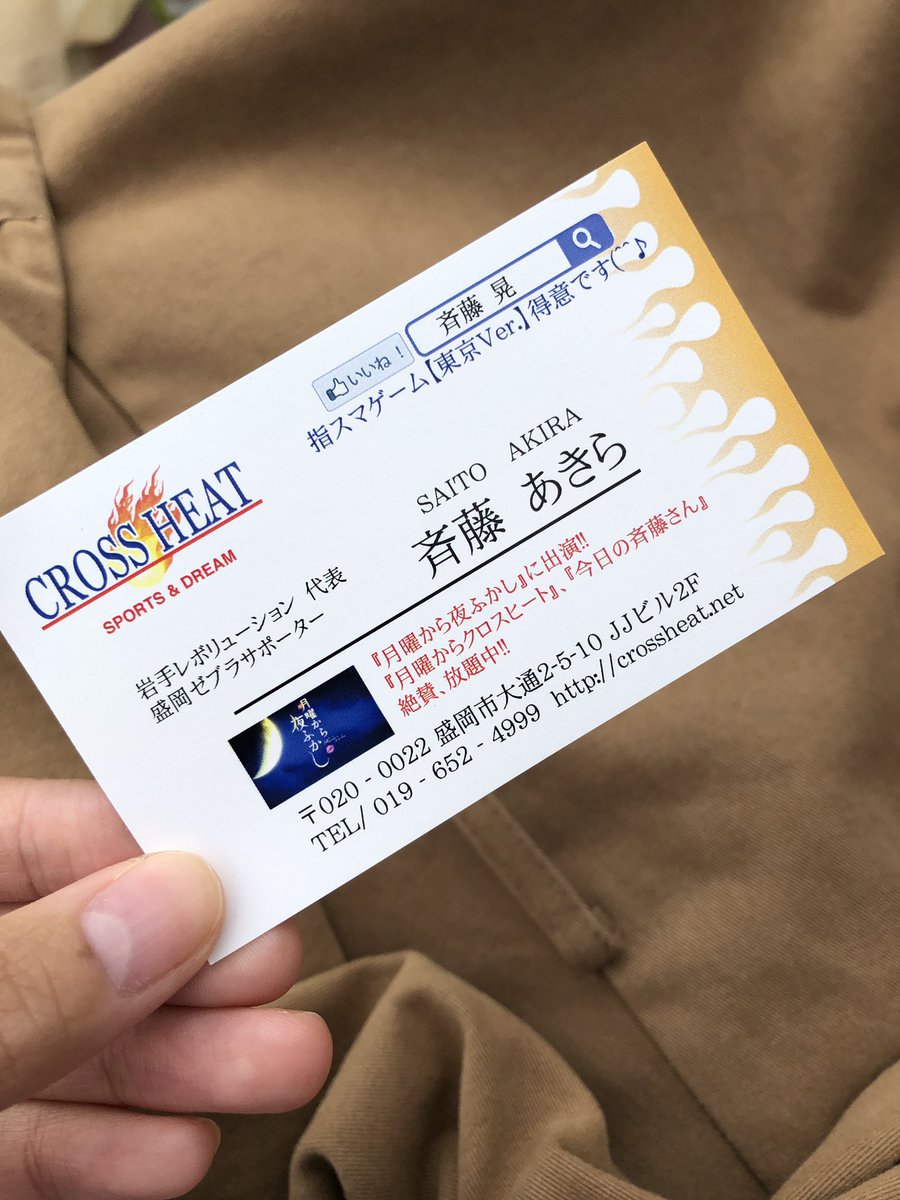 斉藤 晃
いいね!
指スマゲーム【東京Ver.】得意です(^^♪
CROSS HEAT
SPORTS & DREAM
SAITO AKIRA
斉藤 あきら
岩手レボリューション 代表
盛岡ゼブラサポーター
『月曜から夜ふかし』に出演!!
『月曜からクロスヒート』、『今日の斉藤さん』
絶賛、放題中!!
月曜から
夜ふかし
〒020-0022 盛岡市大通2-5-10 JJビル2F
TEL/ 019-652-4999 http://crossheat.net